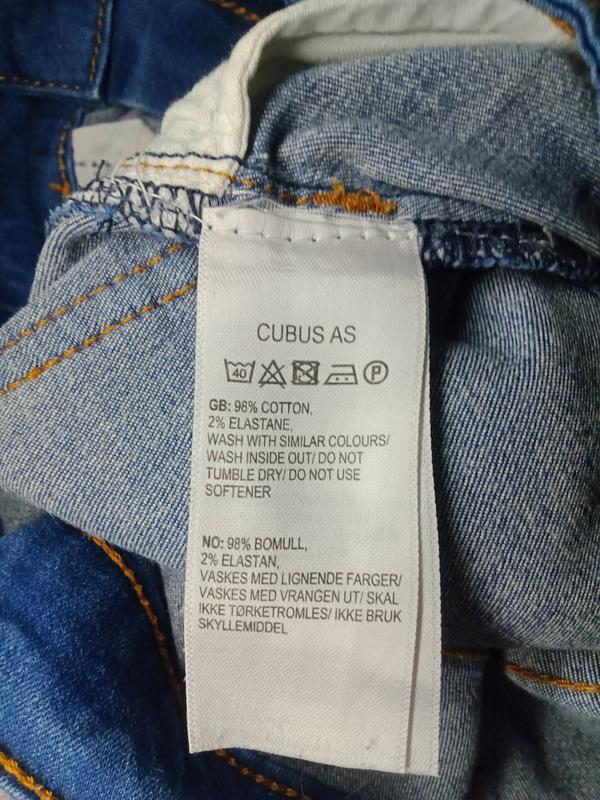 CUBUS AS
40 P
GB: 98% COTTON,
2% ELASTANE,
WASH WITH SIMILAR COLOURS/
WASH INSIDE OUT/ DO NOT
TUMBLE DRY/ DO NOT USE
SOFTENER
NO: 98% BOMULL,
2% ELASTAN,
VASKES MED LIGNENDE FARGER/
VASKES MED VRANGEN UT/ SKAL
IKKE TØRKETROMLES/ IKKE BRUK
SKYLLEMIDDEL